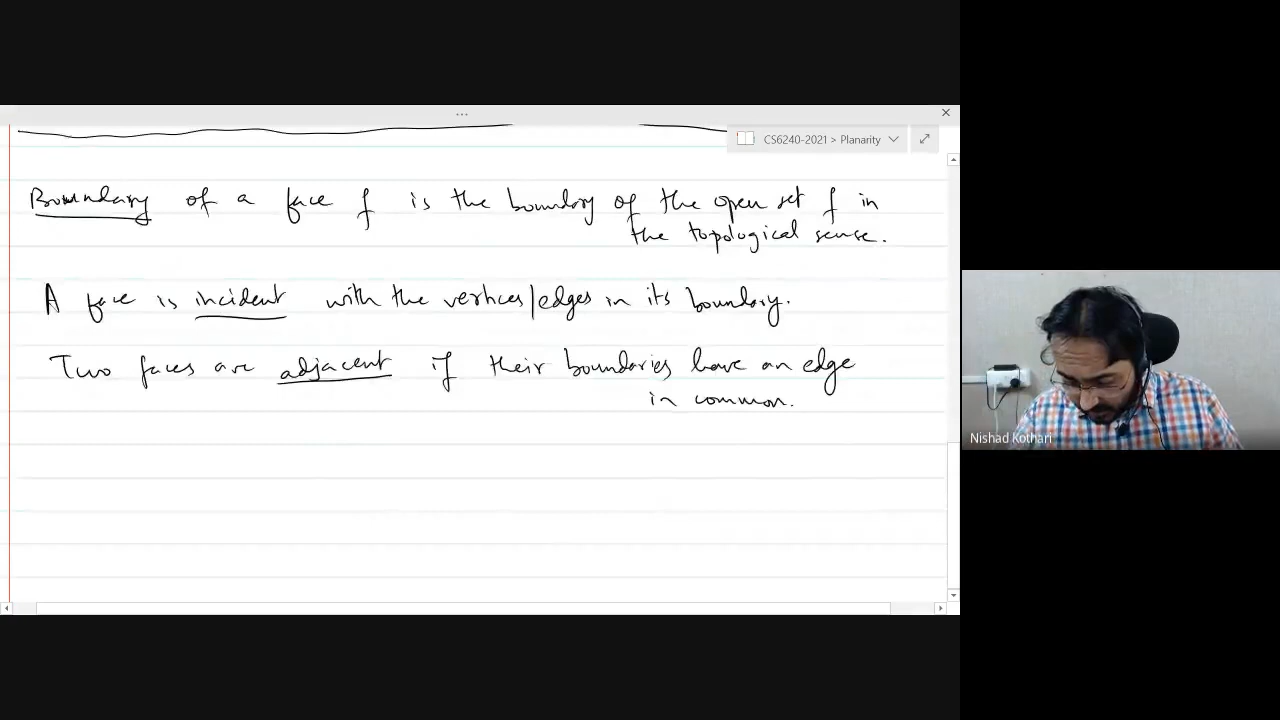 CS6240-2021 > Planarity
Boundary of a face f is the boundary of the open set f in
the topological sense.
A face is incident with the vertices/edges in its boundary.
Two faces are adjacent if their boundaries have an edge
in common.
Nishad Kothari